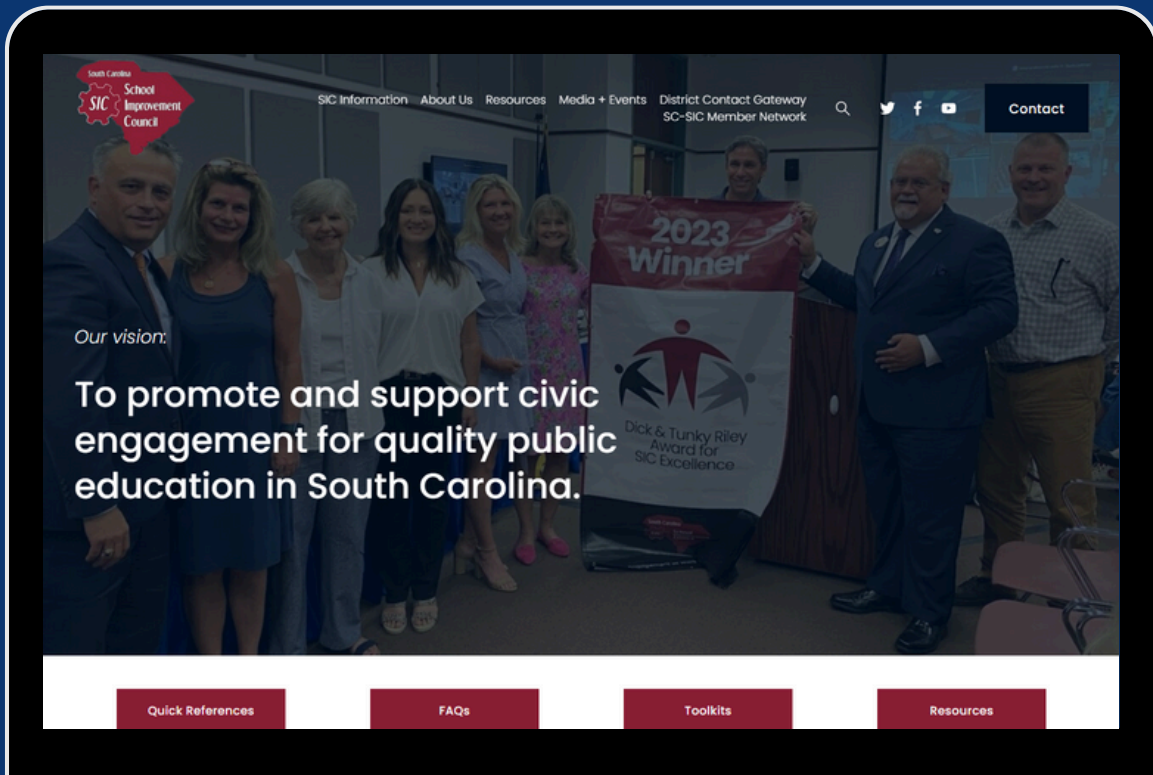 South Carolina
SIC
School
Improvement
Council
SIC Information About Us Resources Media + Events District Contact Gateway
SC-SIC Member Network
Contact
2023
Winner
Our vision:
To promote and support civic
engagement for quality public
education in South Carolina.
Dick & Tunky Riley
Award for
SIC Excellence
South Carolina
Quick References FAQs Toolkits Resources